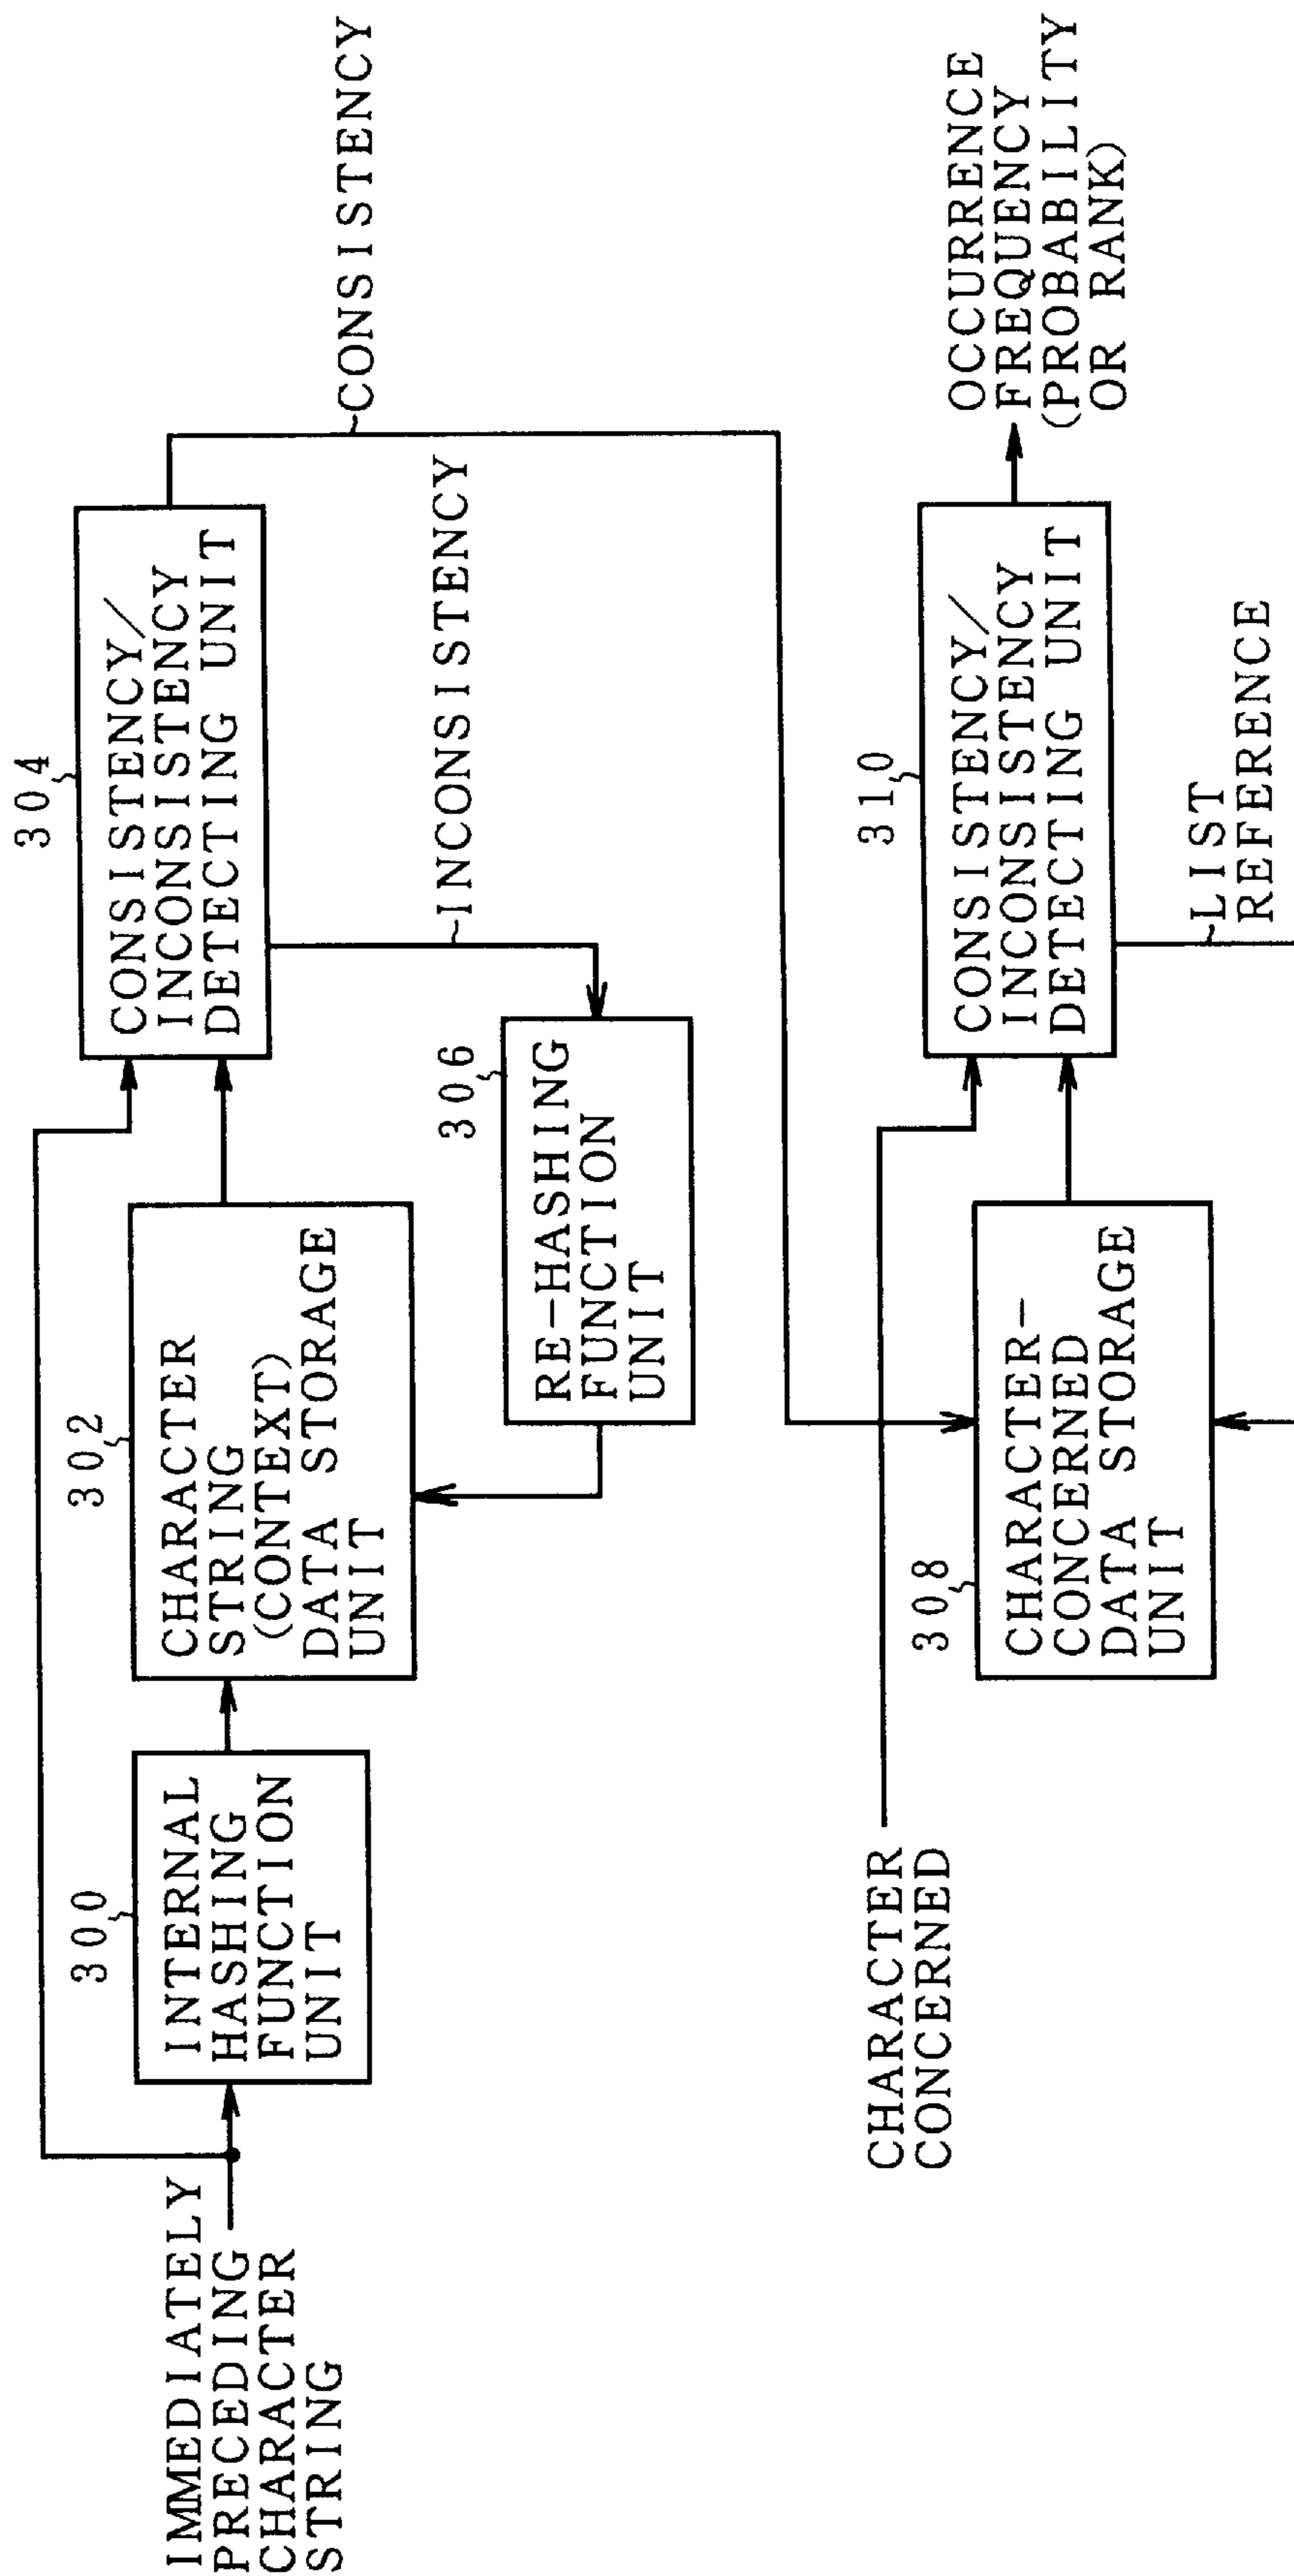 IMMEDIATELY
PRECEDING
CHARACTER
STRING
300
INTERNAL
HASHING
FUNCTION
UNIT
302
CHARACTER
STRING
(CONTEXT)
DATA STORAGE
UNIT
304
CONSISTENCY/
INCONSISTENCY
DETECTING UNIT
306
RE-HASHING
FUNCTION
UNIT
INCONSISTENCY
CONSISTENCY
CHARACTER
CONCERNED
308
CHARACTER-
CONCERNED
DATA STORAGE
UNIT
310
CONSISTENCY/
INCONSISTENCY
DETECTING UNIT
LIST
REFERENCE
OCCURRENCE
FREQUENCY
(PROBABILITY
OR RANK)